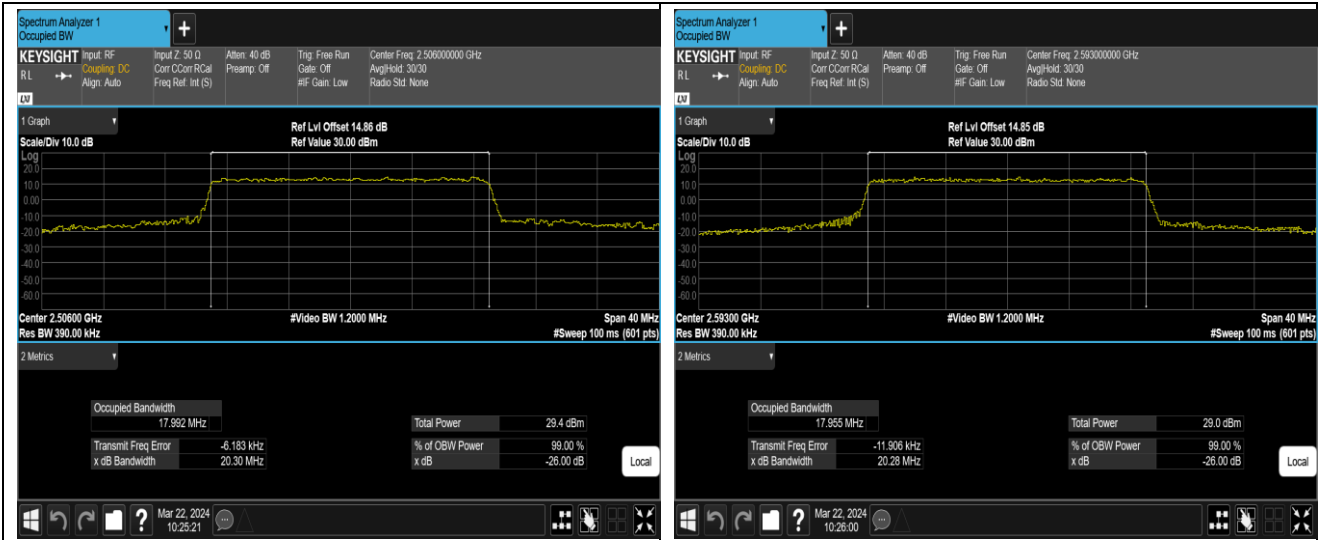 Spectrum Analyzer 1
Occupied BW
+
KEYSIGHT
RL
LXI
Input: RF
Coupling: DC
Align: Auto
Input Z: 50 Ω
Corr CCorr RCal
Freq Ref: Int (S)
Atten: 40 dB
Preamp: Off
Trig: Free Run
Gate: Off
#IF Gain: Low
Center Freq: 2.506000000 GHz
Avg|Hold: 30/30
Radio Std: None
1 Graph
Scale/Div 10.0 dB
Ref Lvl Offset 14.86 dB
Ref Value 30.00 dBm
Log
20.0
10.0
0.00
-10.0
-20.0
-30.0
-40.0
-50.0
-60.0
Center 2.50600 GHz
Res BW 390.00 kHz
#Video BW 1.2000 MHz
Span 40 MHz
#Sweep 100 ms (601 pts)
2 Metrics
Occupied Bandwidth
17.992 MHz
Transmit Freq Error -6.183 kHz
x dB Bandwidth 20.30 MHz
Total Power 29.4 dBm
% of OBW Power 99.00 %
x dB -26.00 dB
Local
?
Mar 22, 2024
10:25:21
Spectrum Analyzer 1
Occupied BW
+
KEYSIGHT
RL
LXI
Input: RF
Coupling: DC
Align: Auto
Input Z: 50 Ω
Corr CCorr RCal
Freq Ref: Int (S)
Atten: 40 dB
Preamp: Off
Trig: Free Run
Gate: Off
#IF Gain: Low
Center Freq: 2.593000000 GHz
Avg|Hold: 30/30
Radio Std: None
1 Graph
Scale/Div 10.0 dB
Ref Lvl Offset 14.85 dB
Ref Value 30.00 dBm
Log
20.0
10.0
0.00
-10.0
-20.0
-30.0
-40.0
-50.0
-60.0
Center 2.59300 GHz
Res BW 390.00 kHz
#Video BW 1.2000 MHz
Span 40 MHz
#Sweep 100 ms (601 pts)
2 Metrics
Occupied Bandwidth
17.955 MHz
Transmit Freq Error -11.906 kHz
x dB Bandwidth 20.28 MHz
Total Power 29.0 dBm
% of OBW Power 99.00 %
x dB -26.00 dB
Local
?
Mar 22, 2024
10:26:00